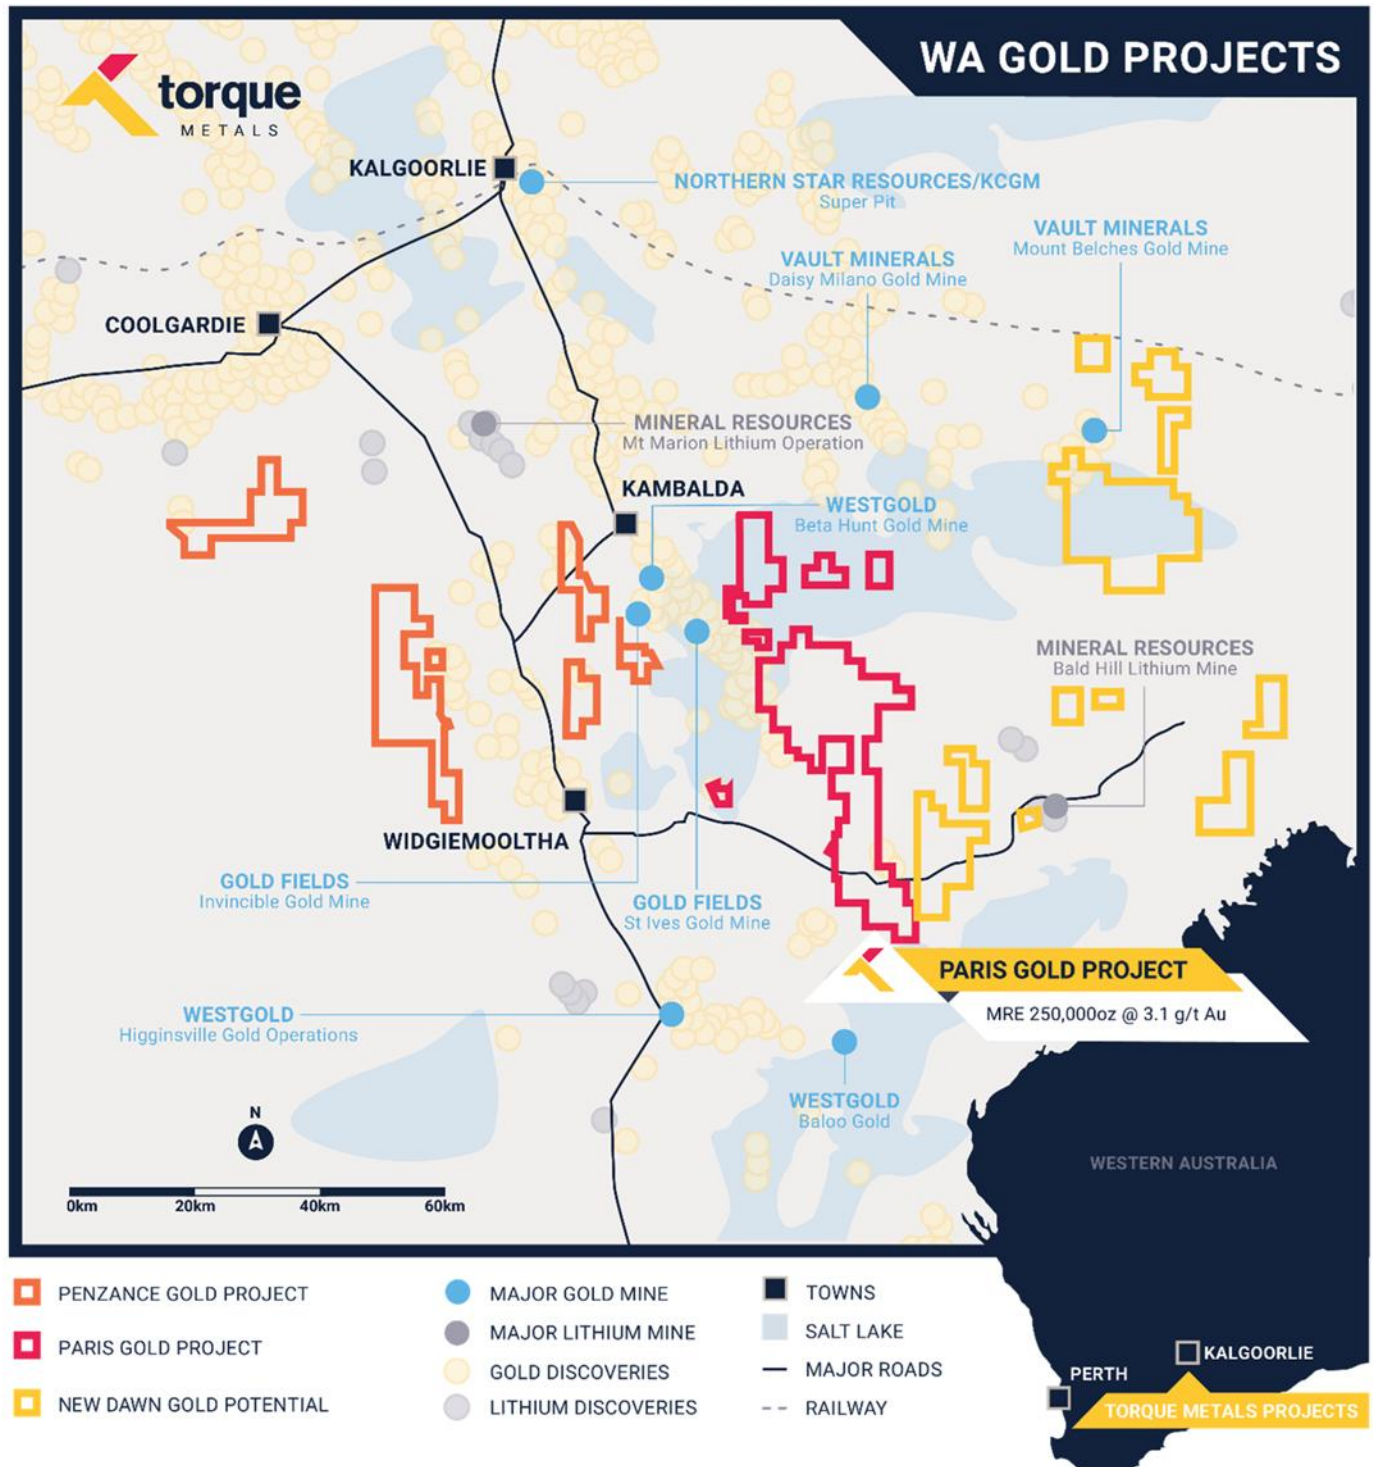 WA GOLD PROJECTS
torque
METALS
KALGOORLIE
NORTHERN STAR RESOURCES/KCGM
Super Pit
VAULT MINERALS
Mount Belches Gold Mine
VAULT MINERALS
Daisy Milano Gold Mine
COOLGARDIE
MINERAL RESOURCES
Mt Marion Lithium Operation
KAMBALDA
WESTGOLD
Beta Hunt Gold Mine
MINERAL RESOURCES
Bald Hill Lithium Mine
WIDGIEMOOLTHA
GOLD FIELDS
Invincible Gold Mine
GOLD FIELDS
St Ives Gold Mine
PARIS GOLD PROJECT
MRE 250,000oz @ 3.1 g/t Au
WESTGOLD
Higginsville Gold Operations
WESTGOLD
Baloo Gold
N
0km 20km 40km 60km
WESTERN AUSTRALIA
PENZANCE GOLD PROJECT
PARIS GOLD PROJECT
NEW DAWN GOLD POTENTIAL
MAJOR GOLD MINE
MAJOR LITHIUM MINE
GOLD DISCOVERIES
LITHIUM DISCOVERIES
TOWNS
SALT LAKE
MAJOR ROADS
RAILWAY
KALGOORLIE
PERTH
TORQUE METALS PROJECTS